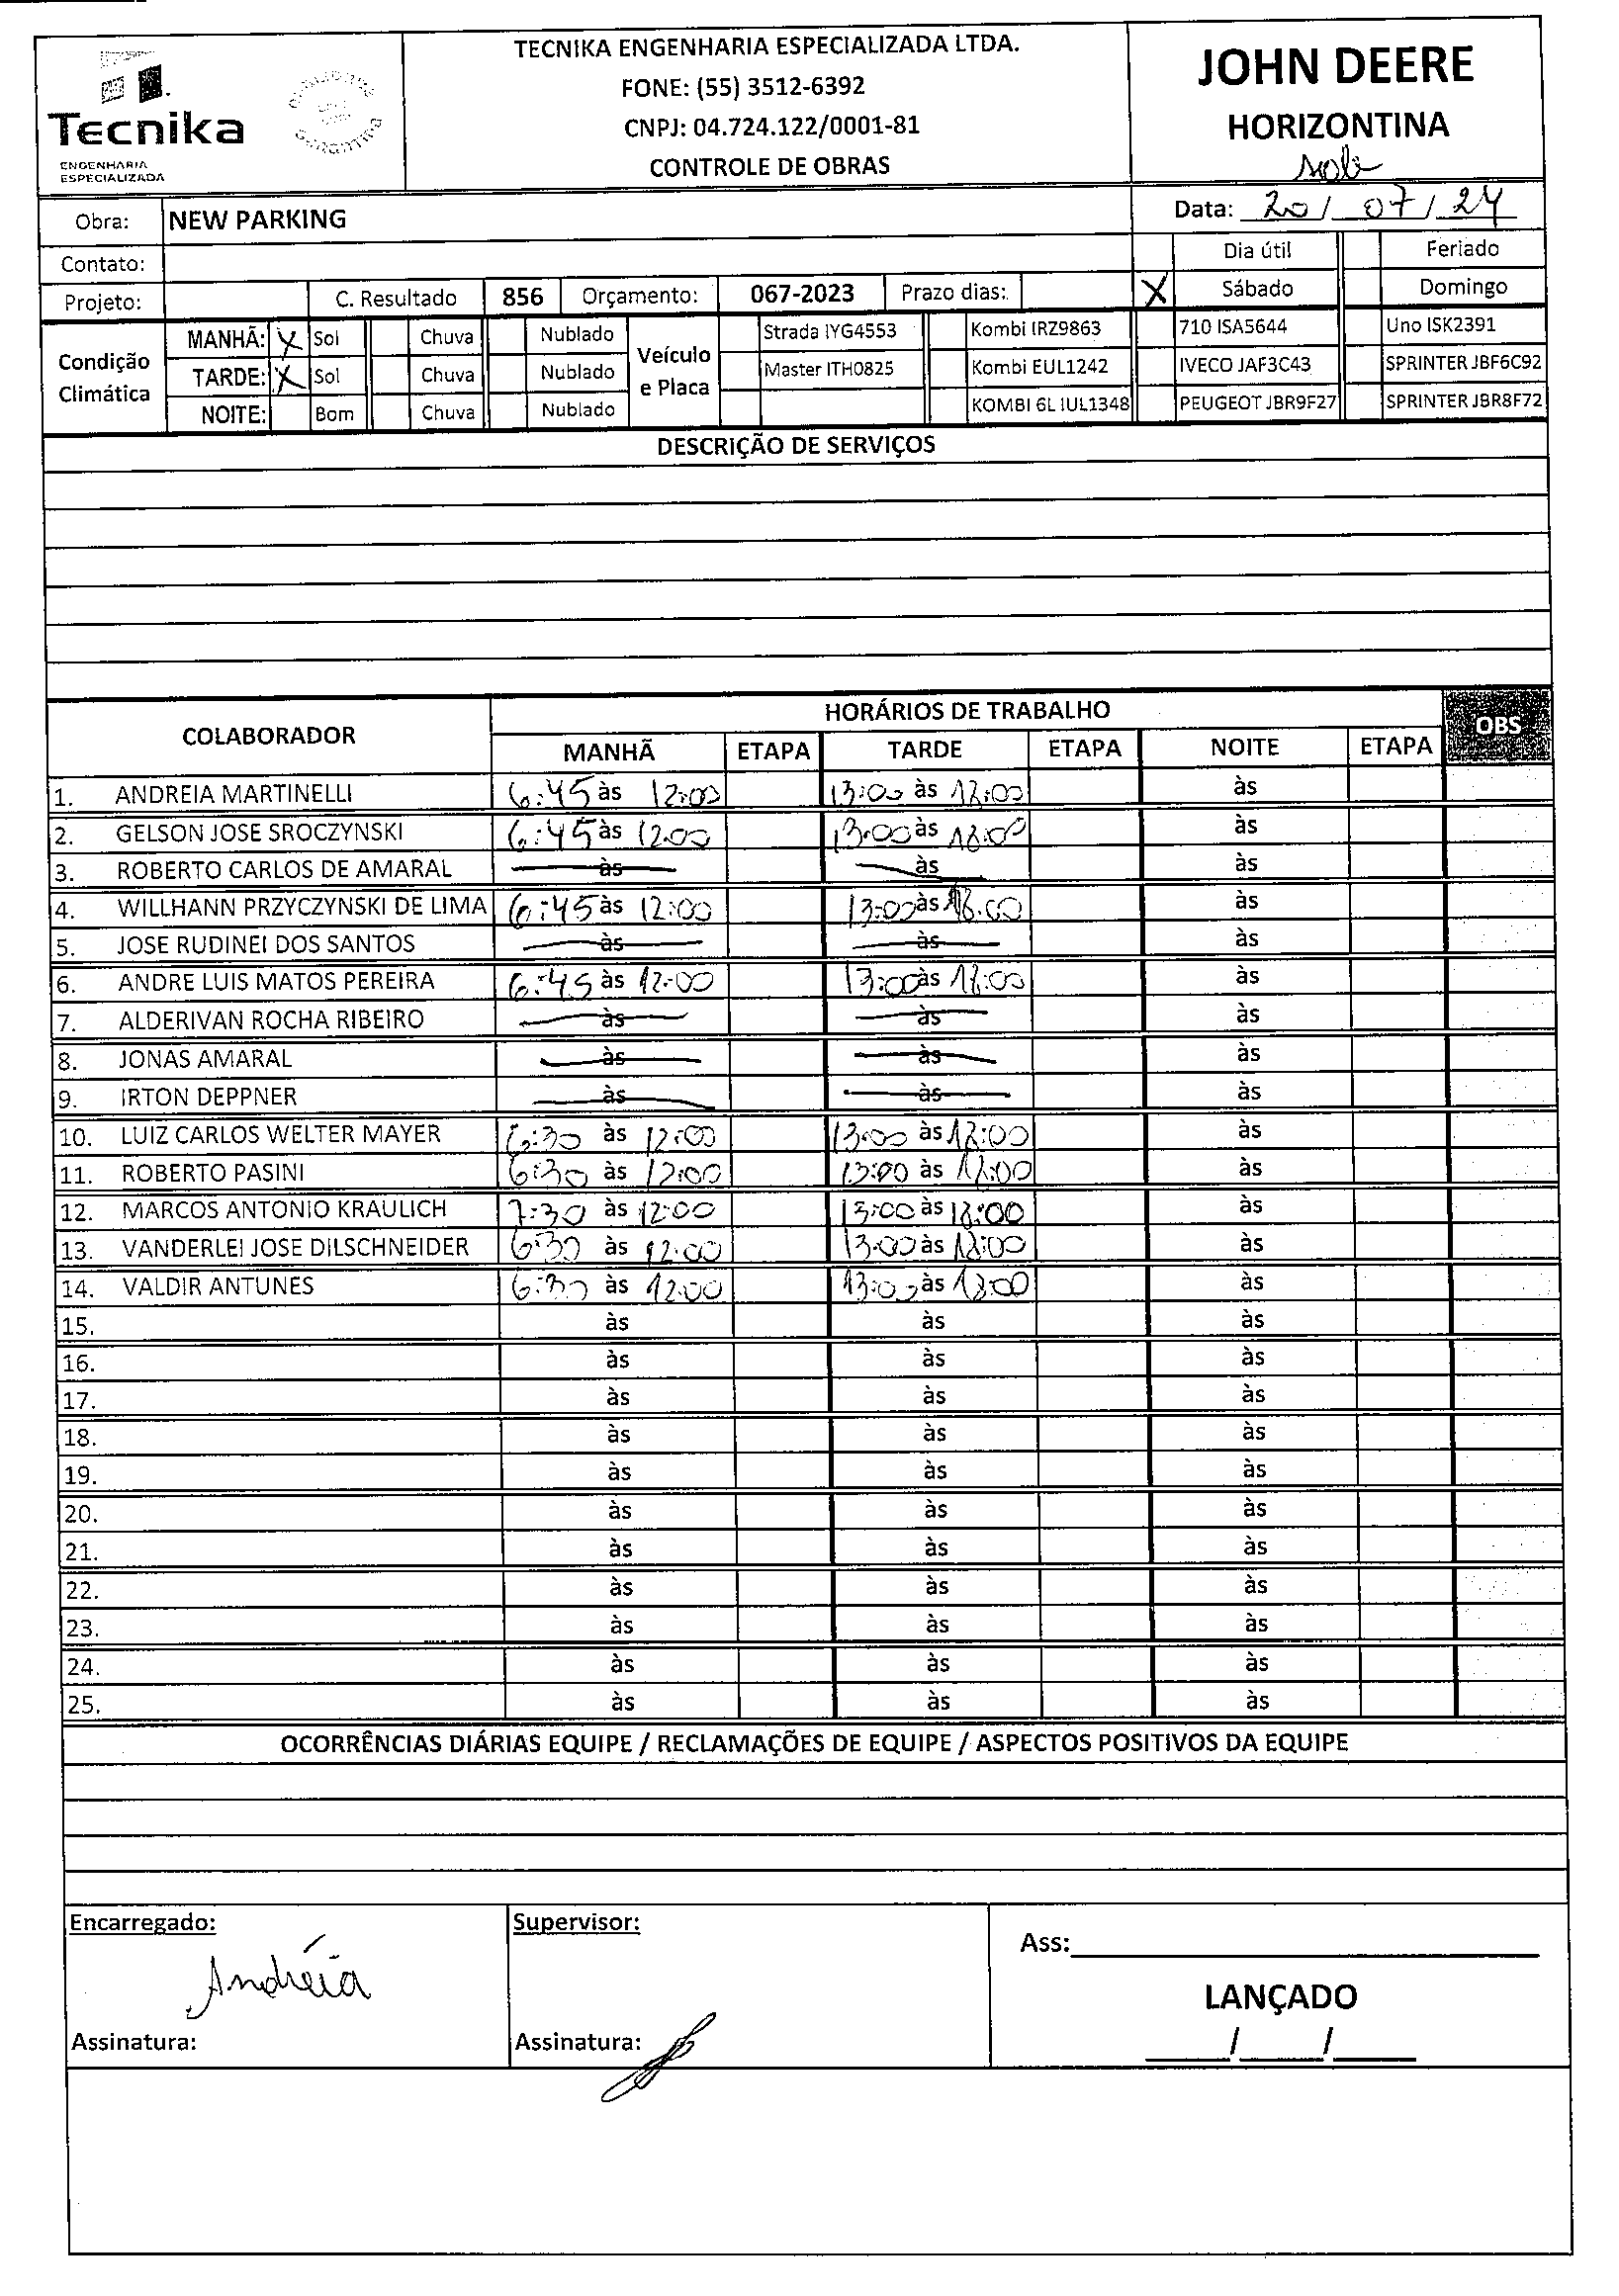 TECNIKA ENGENHARIA ESPECIALIZADA LTDA.
FONE: (55) 3512-6392
CNPJ: 04.724.122/0001-81
CONTROLE DE OBRAS
Tecnika
ENGENHARIA
ESPECIALIZADA
JOHN DEERE
HORIZONTINA
Data: 20/ 07/ 24
Obra: NEW PARKING
Contato:
Dia útil Feriado
Projeto: C. Resultado 856 Orçamento: 067-2023 Prazo dias: X Sábado Domingo
Condição Climática
MANHÃ: X Sol Chuva Nublado
TARDE: X Sol Chuva Nublado
NOITE: Bom Chuva Nublado
Veículo e Placa
Strada IYG4553 Kombi IRZ9863 710 ISA5644 Uno ISK2391
Master ITH0825 Kombi EUL1242 IVECO JAF3C43 SPRINTER JBF6C92
KOMBI 6L IUL1348 PEUGEOT JBR9F27 SPRINTER JBR8F72
DESCRIÇÃO DE SERVIÇOS
COLABORADOR HORÁRIOS DE TRABALHO OBS
MANHÃ ETAPA TARDE ETAPA NOITE ETAPA
1. ANDREIA MARTINELLI 6:45 às 12:00 13:00 às 18:00 às
2. GELSON JOSE SROCZYNSKI 6:45 às 12:00 13:00 às 18:00 às
3. ROBERTO CARLOS DE AMARAL às às às
4. WILLHANN PRZYCZYNSKI DE LIMA 6:45 às 12:00 13:00 às 18:00 às
5. JOSE RUDINEI DOS SANTOS às às às
6. ANDRE LUIS MATOS PEREIRA 6:45 às 12:00 13:00 às 18:00 às
7. ALDERIVAN ROCHA RIBEIRO às às às
8. JONAS AMARAL às às às
9. IRTON DEPPNER às às às
10. LUIZ CARLOS WELTER MAYER 6:30 às 12:00 13:00 às 18:00 às
11. ROBERTO PASINI 6:30 às 12:00 13:00 às 18:00 às
12. MARCOS ANTONIO KRAULICH 7:30 às 12:00 13:00 às 18:00 às
13. VANDERLEI JOSE DILSCHNEIDER 6:30 às 12:00 13:00 às 18:00 às
14. VALDIR ANTUNES 6:30 às 12:00 13:00 às 18:00 às
15. às às às
16. às às às
17. às às às
18. às às às
19. às às às
20. às às às
21. às às às
22. às às às
23. às às às
24. às às às
25. às às às
OCORRÊNCIAS DIÁRIAS EQUIPE / RECLAMAÇÕES DE EQUIPE / ASPECTOS POSITIVOS DA EQUIPE
Encarregado: Supervisor: Ass:
Andréia
LANÇADO
Assinatura: Assinatura: / /